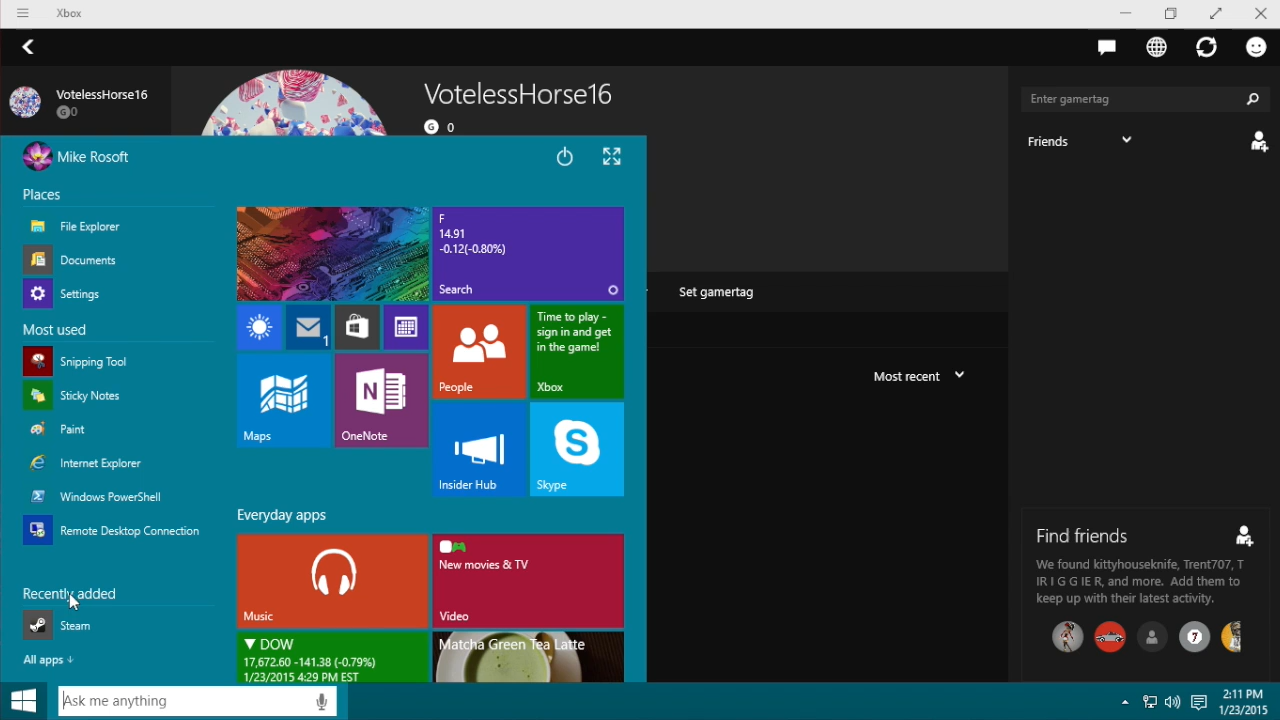 Xbox
VotelessHorse16
G 0
VotelessHorse16
G 0
Enter gamertag
Friends
Set gamertag
Most recent
Find friends
We found kittyhouseknife, Trent707, T
IR I G G IE R, and more. Add them to
keep up with their latest activity.
7
Mike Rosoft
Places
File Explorer
Documents
Settings
Most used
Snipping Tool
Sticky Notes
Paint
Internet Explorer
Windows PowerShell
Remote Desktop Connection
Recently added
Steam
All apps ↓
F
14.91
-0.12(-0.80%)
Search
1
People
Time to play -
sign in and get
in the game!
Xbox
Maps
N
OneNote
Insider Hub
S
Skype
Everyday apps
Music
New movies & TV
Video
▼ DOW
17,672.60 -141.38 (-0.79%)
1/23/2015 4:29 PM EST
Matcha Green Tea Latte
Ask me anything
2:11 PM
1/23/2015